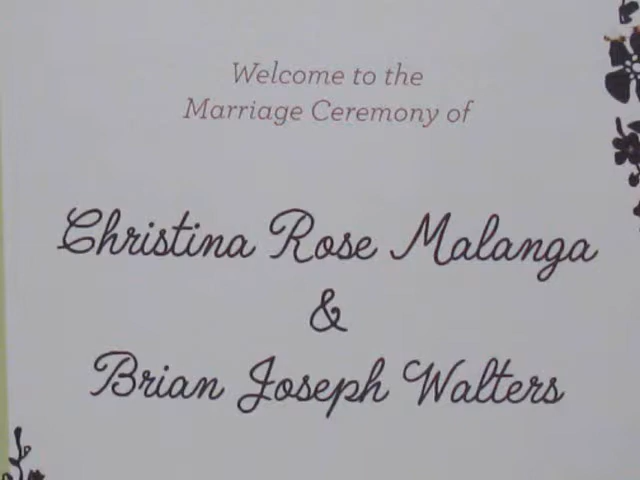 Welcome to the
Marriage Ceremony of
Christina Rose Malanga
&
Brian Joseph Walters